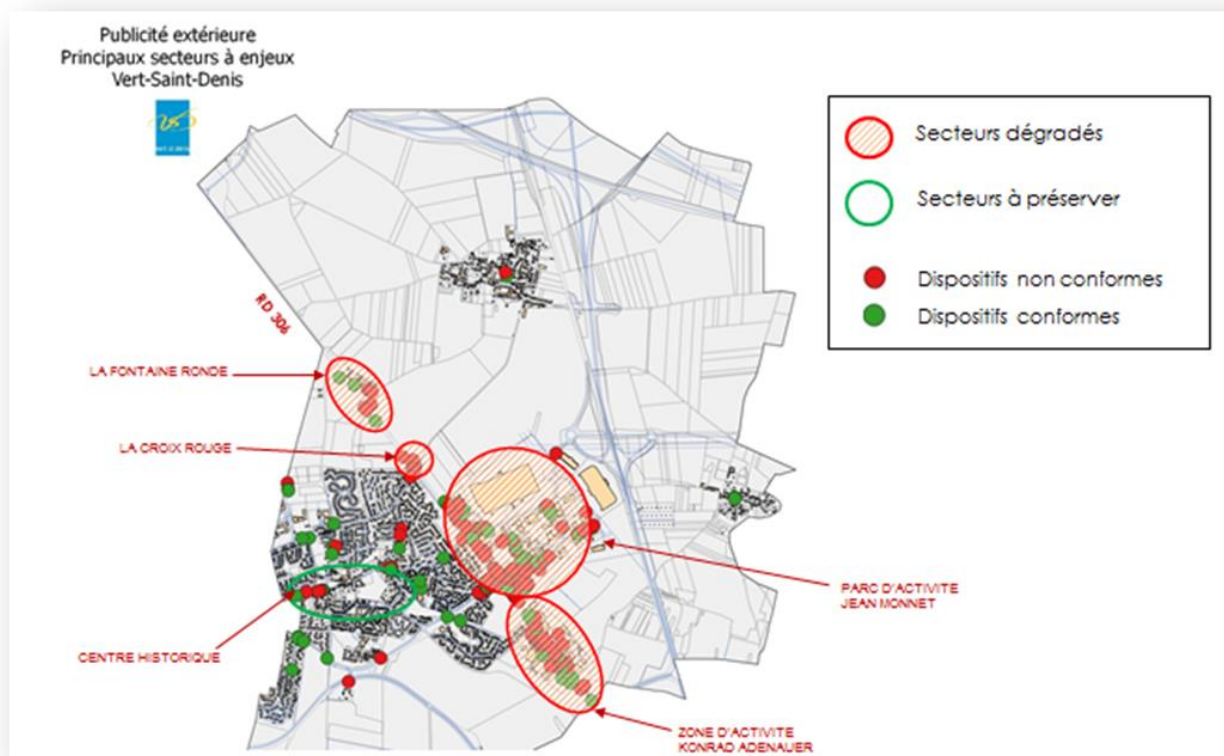 Publicité extérieure
Principaux secteurs à enjeux
Vert-Saint-Denis
Secteurs dégradés
Secteurs à préserver
Dispositifs non conformes
Dispositifs conformes
RD 306
LA FONTAINE RONDE
LA CROIX ROUGE
PARC D'ACTIVITE
JEAN MONNET
CENTRE HISTORIQUE
ZONE D'ACTIVITE
KONRAD ADENAUER